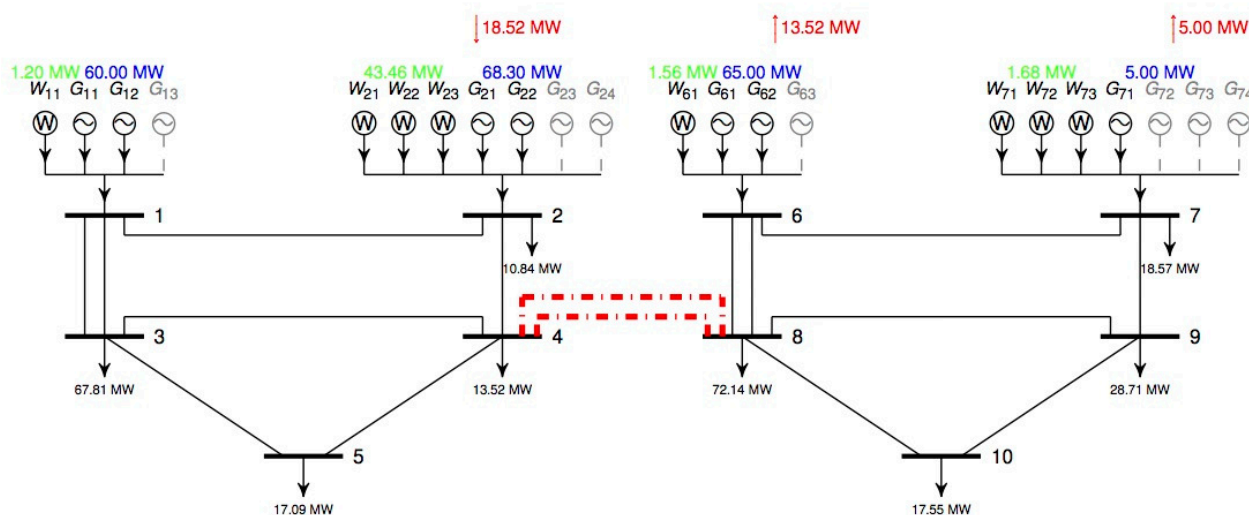 18.52 MW 13.52 MW 5.00 MW
1.20 MW 60.00 MW 43.46 MW 68.30 MW 1.56 MW 65.00 MW 1.68 MW 5.00 MW
W11 G11 G12 G13 W21 W22 W23 G21 G22 G23 G24 W61 G61 G62 G63 W71 W72 W73 G71 G72 G73 G74
W W W W W W W W
1 2 6 7
10.84 MW 18.57 MW
3 4 8 9
67.81 MW 13.52 MW 72.14 MW 28.71 MW
5 10
17.09 MW 17.55 MW